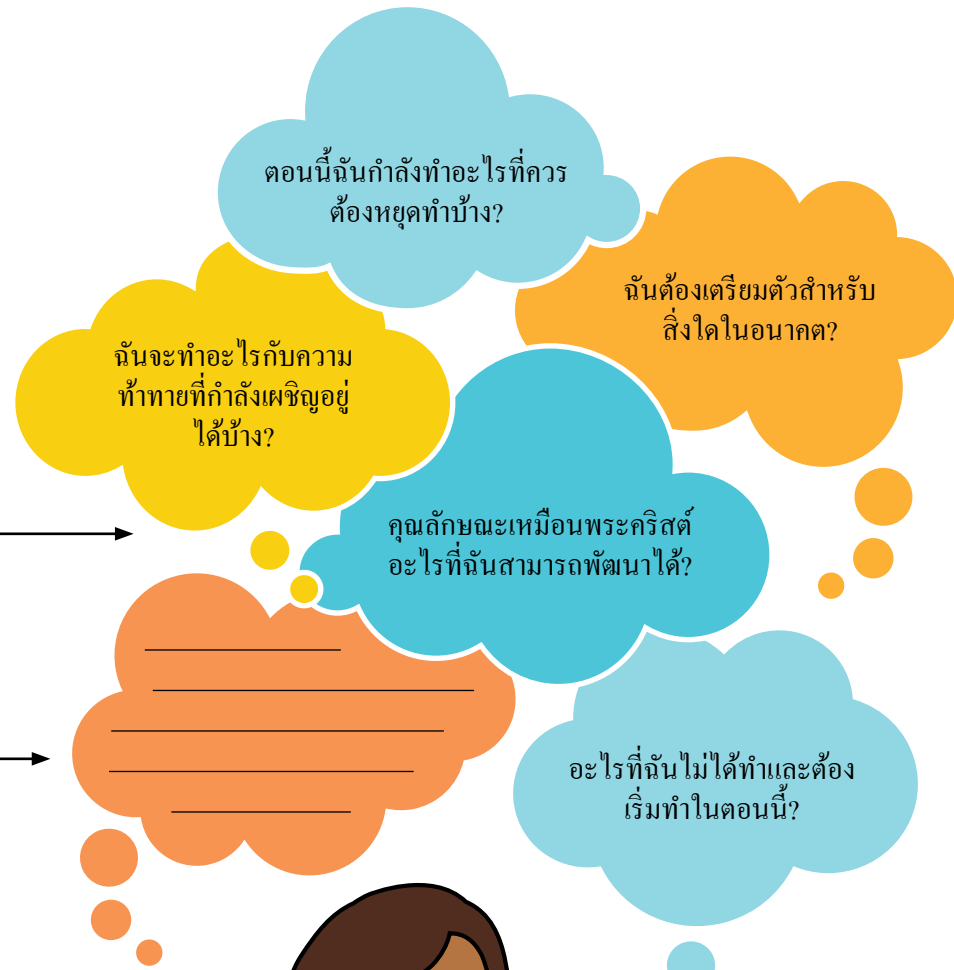 ตอนนี้ฉันกำลังทำอะไรที่ควร
ต้องหยุดทำบ้าง?
ฉันต้องเตรียมตัวสำหรับ
สิ่งใดในอนาคต?
ฉันจะทำอะไรกับความ
ท้าทายที่กำลังเผชิญอยู่
ได้บ้าง?
คุณลักษณะเหมือนพระคริสต์
อะไรที่ฉันสามารถพัฒนาได้?
อะไรที่ฉันไม่ได้ทำและต้อง
เริ่มทำในตอนนี้?